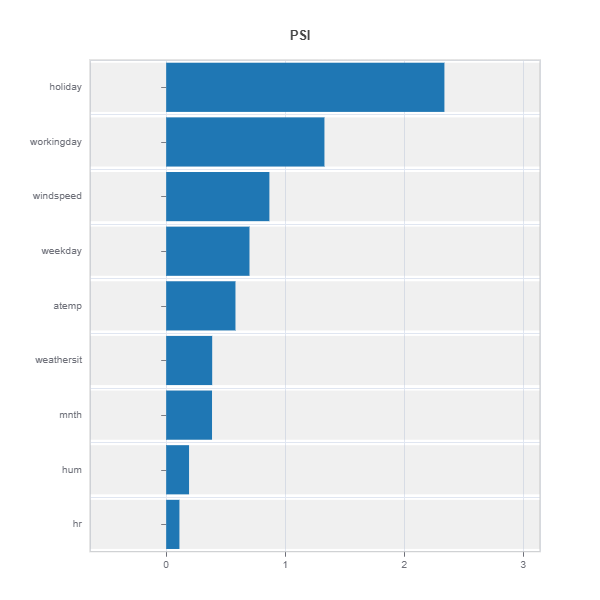 PSI
holiday
workingday
windspeed
weekday
atemp
weathersit
mnth
hum
hr
0 1 2 3